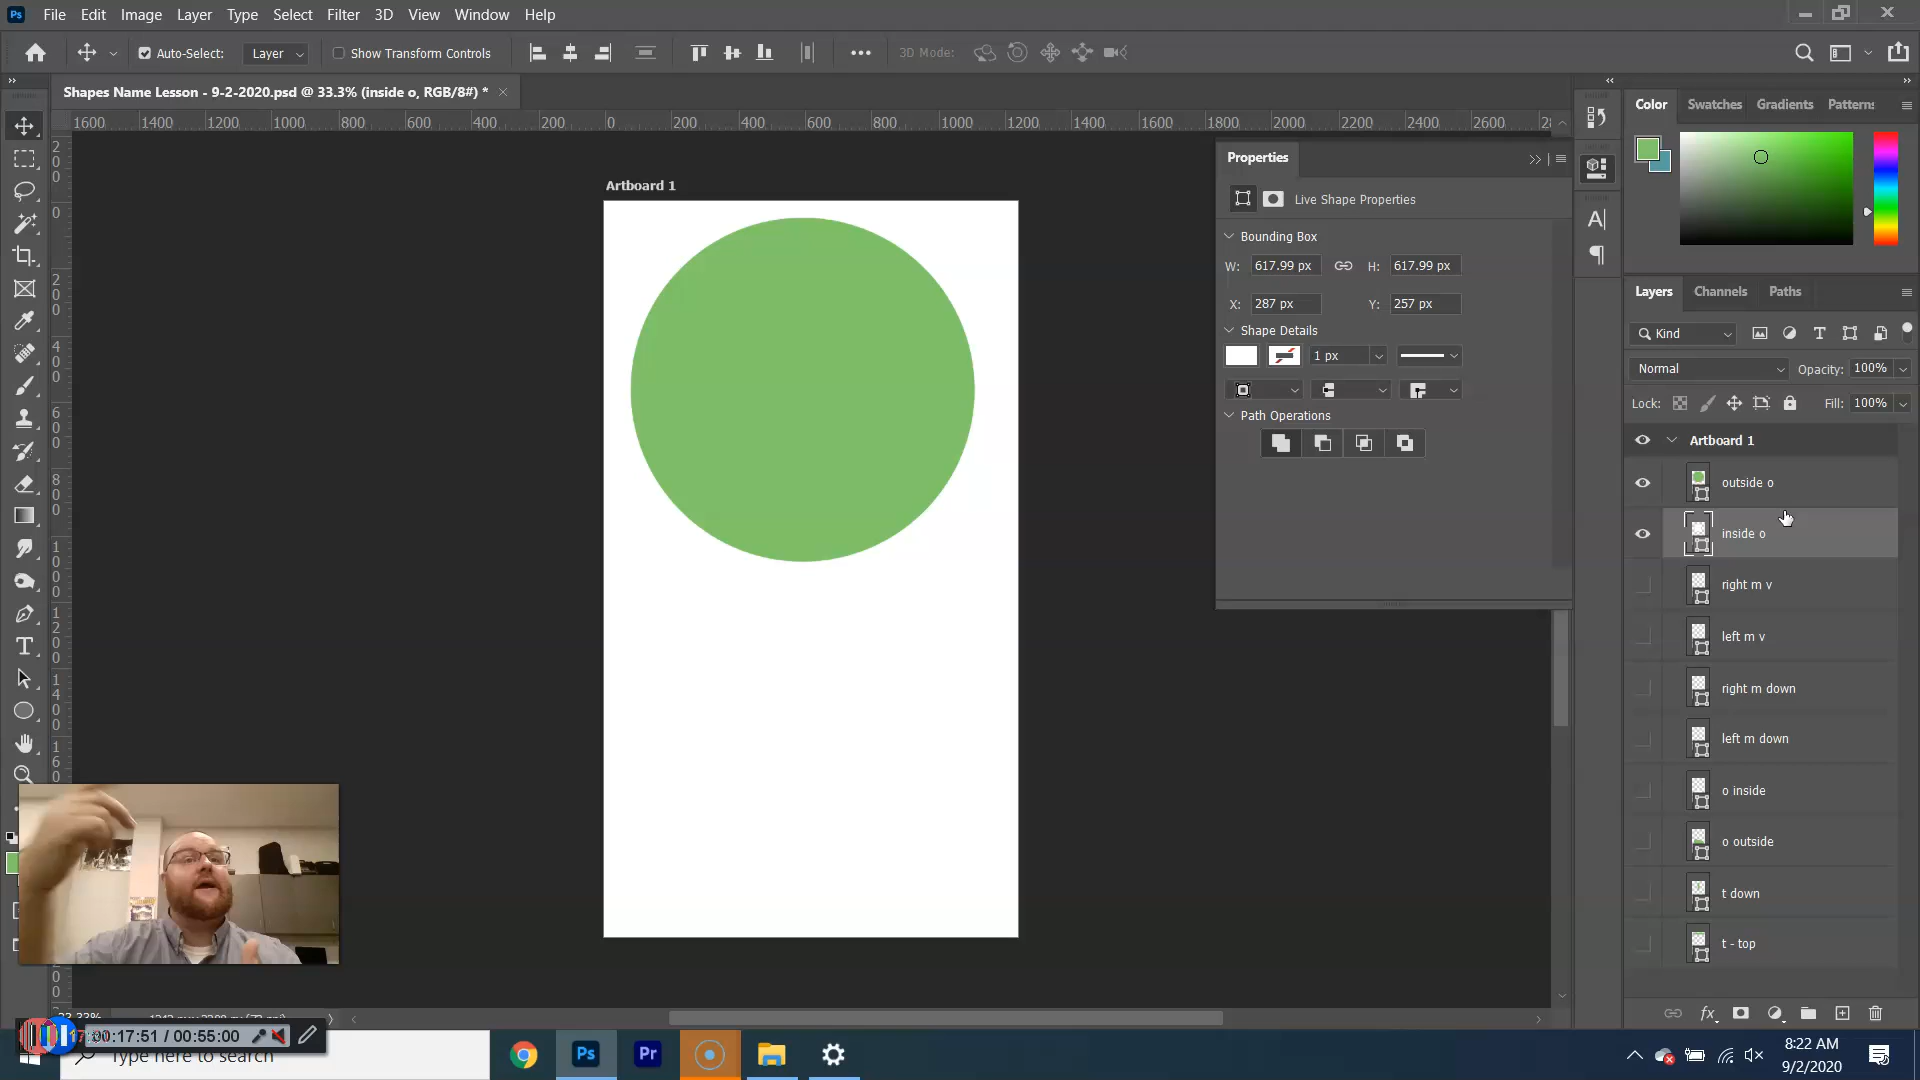 Ps File Edit Image Layer Type Select Filter 3D View Window Help
Auto-Select: Layer Show Transform Controls 3D Mode:
Shapes Name Lesson - 9-2-2020.psd @ 33.3% (inside o, RGB/8#) *
1600 1400 1200 1000 800 600 400 200 0 200 400 600 800 1000 1200 1400 1600 1800 2000 2200 2400 2600
Artboard 1
Properties
Live Shape Properties
Bounding Box
W: 617.99 px H: 617.99 px
X: 287 px Y: 257 px
Shape Details
1 px
Path Operations
Color Swatches Gradients Patterns
Layers Channels Paths
Kind
Normal Opacity: 100%
Lock: Fill: 100%
Artboard 1
outside o
inside o
right m v
left m v
right m down
left m down
o inside
o outside
t down
t - top
fx
00:17:51 / 00:55:00
Type here to search
Ps Pr
8:22 AM
9/2/2020